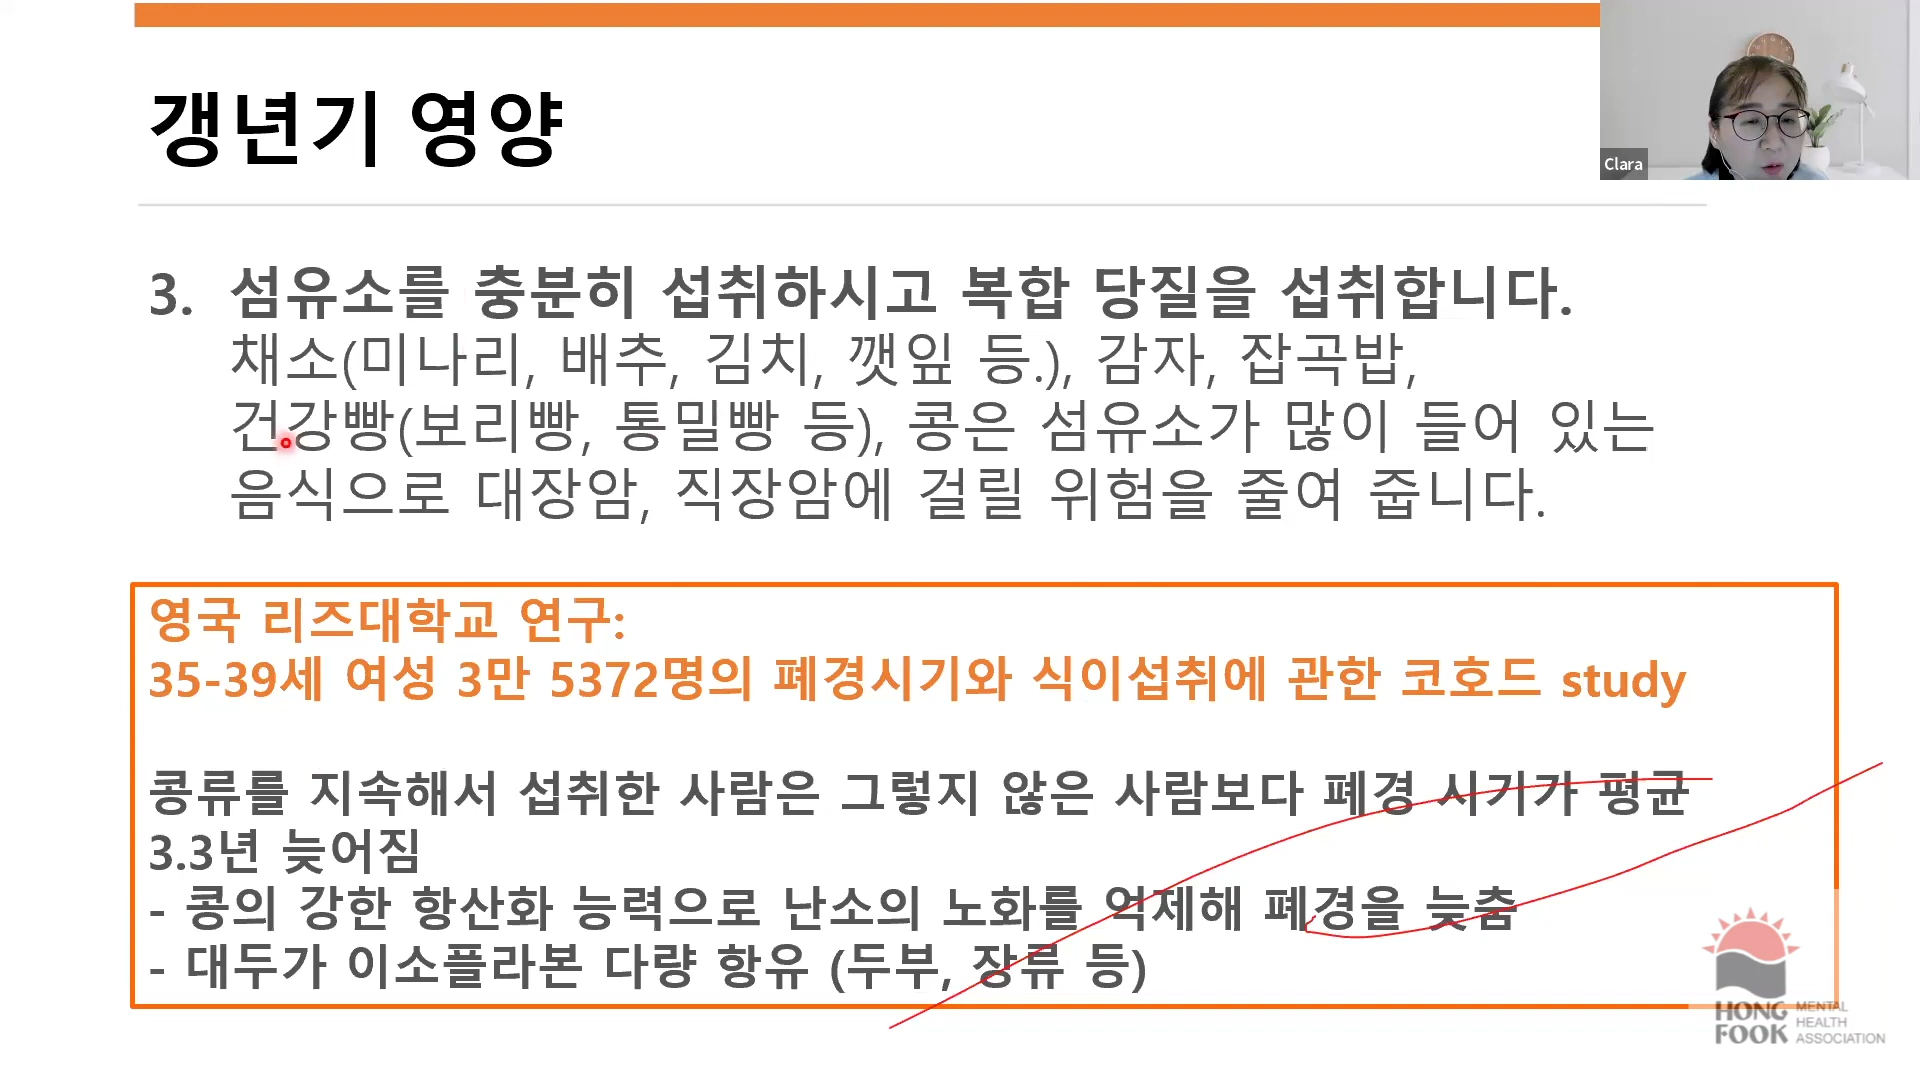 갱년기 영양
Clara
3. 섬유소를 충분히 섭취하시고 복합 당질을 섭취합니다.
채소(미나리, 배추, 김치, 깻잎 등.), 감자, 잡곡밥,
건강빵(보리빵, 통밀빵 등), 콩은 섬유소가 많이 들어 있는
음식으로 대장암, 직장암에 걸릴 위험을 줄여 줍니다.
영국 리즈대학교 연구:
35-39세 여성 3만 5372명의 폐경시기와 식이섭취에 관한 코호드 study
콩류를 지속해서 섭취한 사람은 그렇지 않은 사람보다 폐경 시기가 평균
3.3년 늦어짐
- 콩의 강한 항산화 능력으로 난소의 노화를 억제해 폐경을 늦춤
- 대두가 이소플라본 다량 항유 (두부, 장류 등)
HONG FOOK
MENTAL HEALTH ASSOCIATION